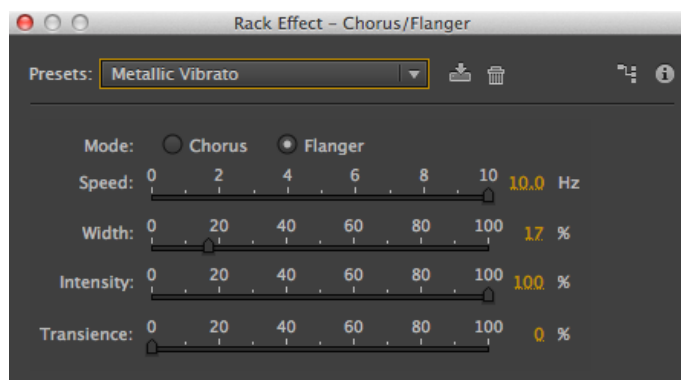 Rack Effect – Chorus/Flanger
Presets: Metallic Vibrato
Mode: Chorus Flanger
Speed: 0 2 4 6 8 10 10.0 Hz
Width: 0 20 40 60 80 100 17 %
Intensity: 0 20 40 60 80 100 100 %
Transience: 0 20 40 60 80 100 0 %